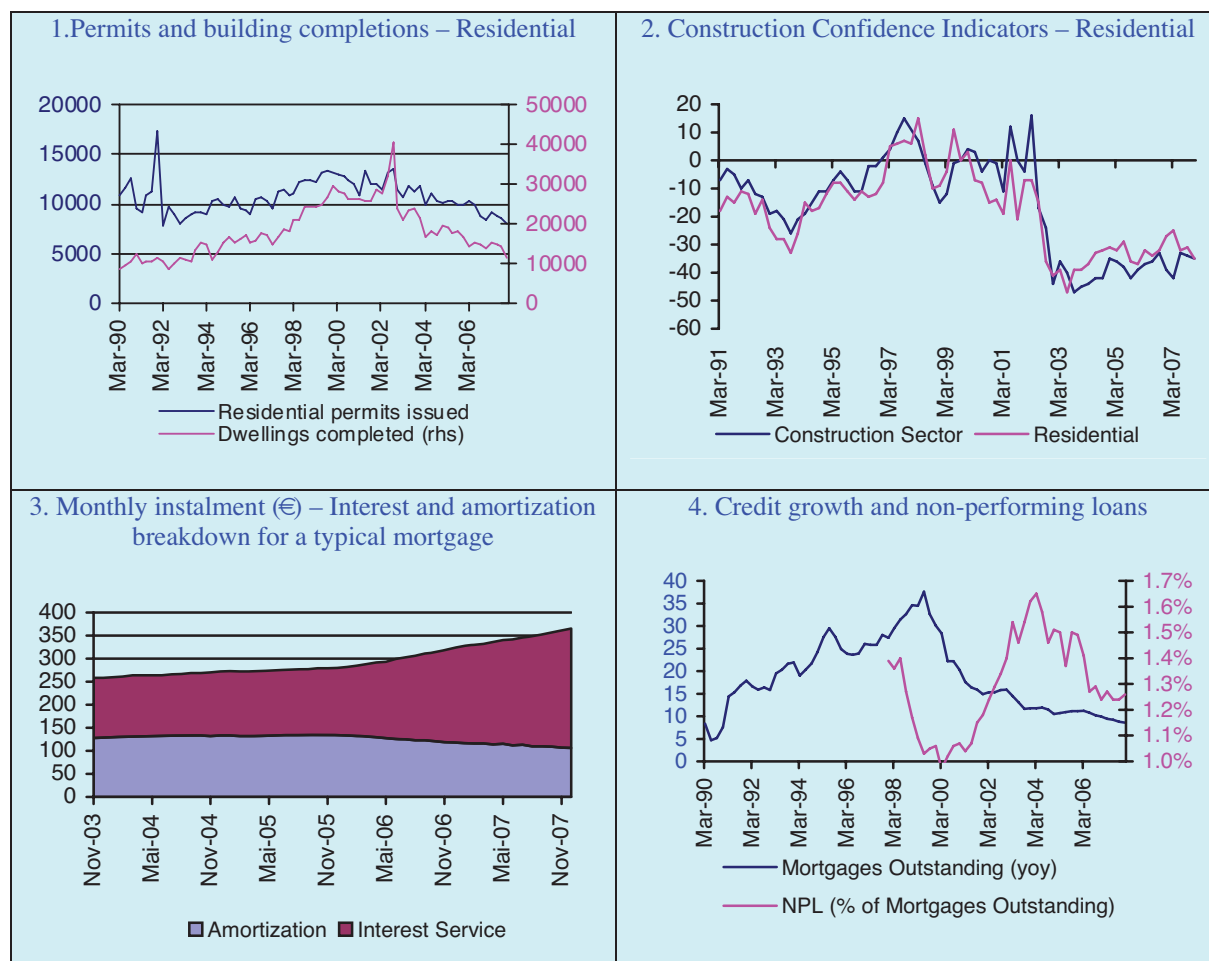 1.Permits and building completions – Residential
20000
15000
10000
5000
0
50000
40000
30000
20000
10000
0
Mar-90
Mar-92
Mar-94
Mar-96
Mar-98
Mar-00
Mar-02
Mar-04
Mar-06
Residential permits issued
Dwellings completed (rhs)
2. Construction Confidence Indicators – Residential
20
10
0
-10
-20
-30
-40
-50
-60
Mar-91
Mar-93
Mar-95
Mar-97
Mar-99
Mar-01
Mar-03
Mar-05
Mar-07
Construction Sector
Residential
3. Monthly instalment (€) – Interest and amortization
breakdown for a typical mortgage
400
350
300
250
200
150
100
50
0
Nov-03
Mai-04
Nov-04
Mai-05
Nov-05
Mai-06
Nov-06
Mai-07
Nov-07
Amortization
Interest Service
4. Credit growth and non-performing loans
40
35
30
25
20
15
10
5
0
1.7%
1.6%
1.5%
1.4%
1.3%
1.2%
1.1%
1.0%
Mar-90
Mar-92
Mar-94
Mar-96
Mar-98
Mar-00
Mar-02
Mar-04
Mar-06
Mortgages Outstanding (yoy)
NPL (% of Mortgages Outstanding)